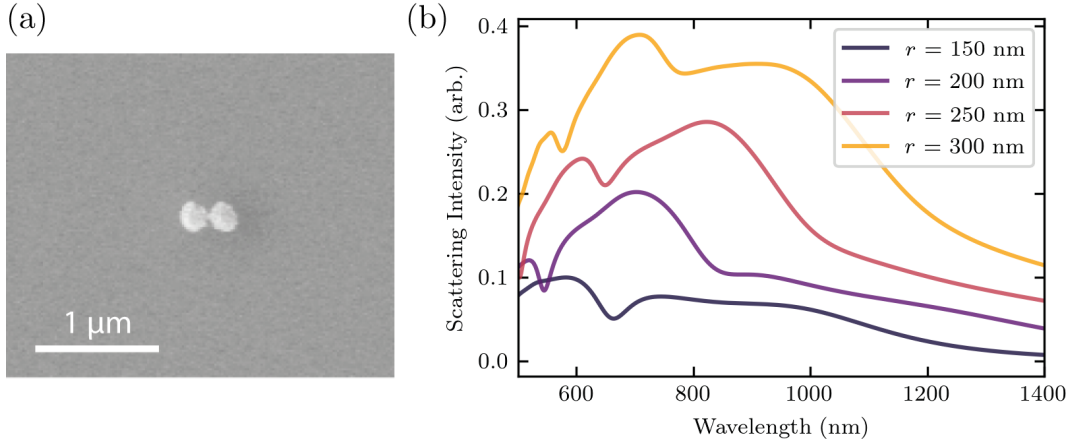 (a)
1 µm
(b)
Scattering Intensity (arb.)
0.4
0.3
0.2
0.1
0.0
r = 150 nm
r = 200 nm
r = 250 nm
r = 300 nm
600 800 1000 1200 1400
Wavelength (nm)